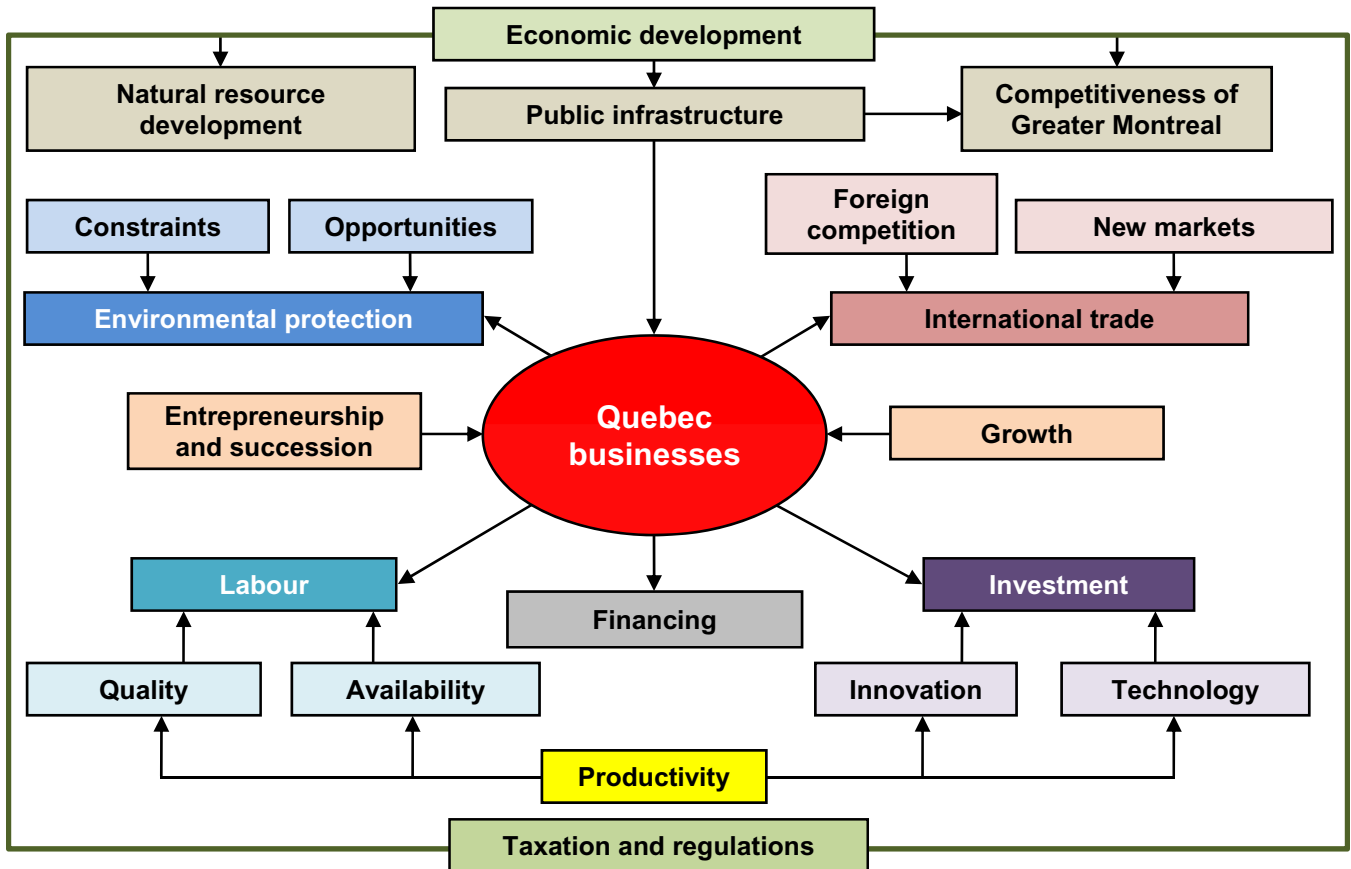 Economic development
Natural resource
development
Public infrastructure
Competitiveness of
Greater Montreal
Constraints
Opportunities
Foreign
competition
New markets
Environmental protection
International trade
Entrepreneurship
and succession
Quebec
businesses
Growth
Labour
Financing
Investment
Quality
Availability
Innovation
Technology
Productivity
Taxation and regulations